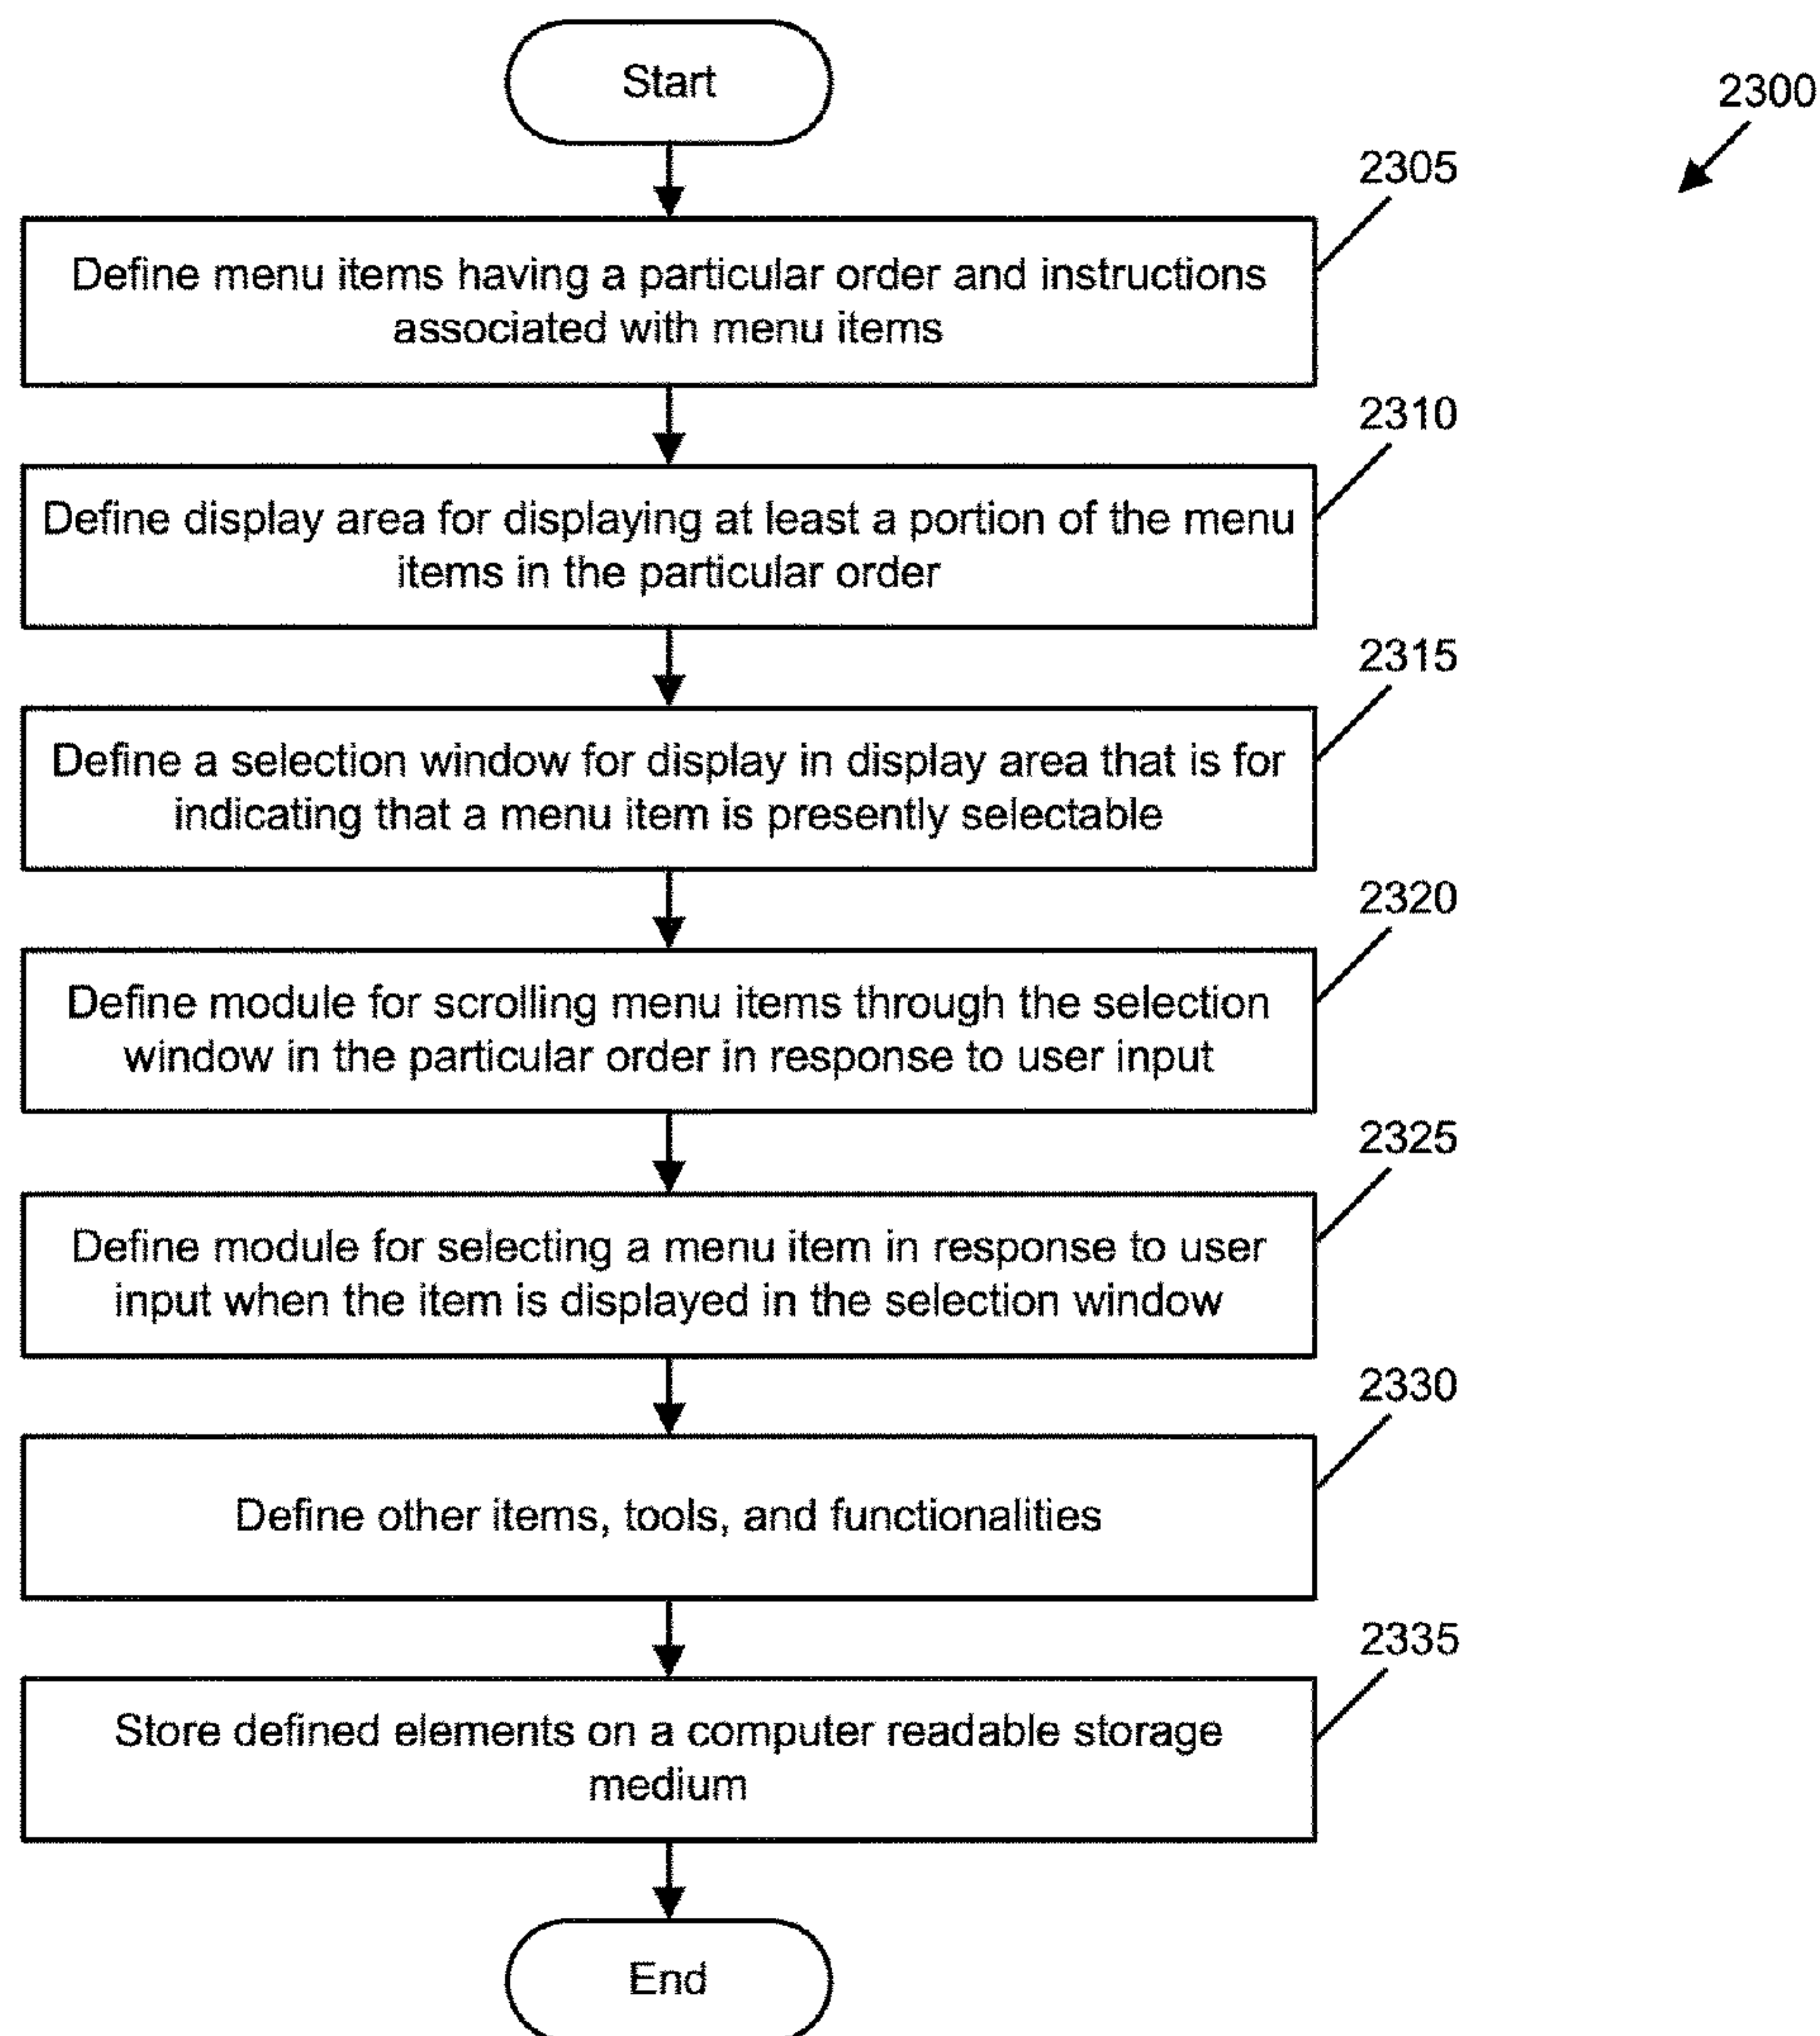 Start
2300
2305
Define menu items having a particular order and instructions
associated with menu items
2310
Define display area for displaying at least a portion of the menu
items in the particular order
2315
Define a selection window for display in display area that is for
indicating that a menu item is presently selectable
2320
Define module for scrolling menu items through the selection
window in the particular order in response to user input
2325
Define module for selecting a menu item in response to user
input when the item is displayed in the selection window
2330
Define other items, tools, and functionalities
2335
Store defined elements on a computer readable storage
medium
End